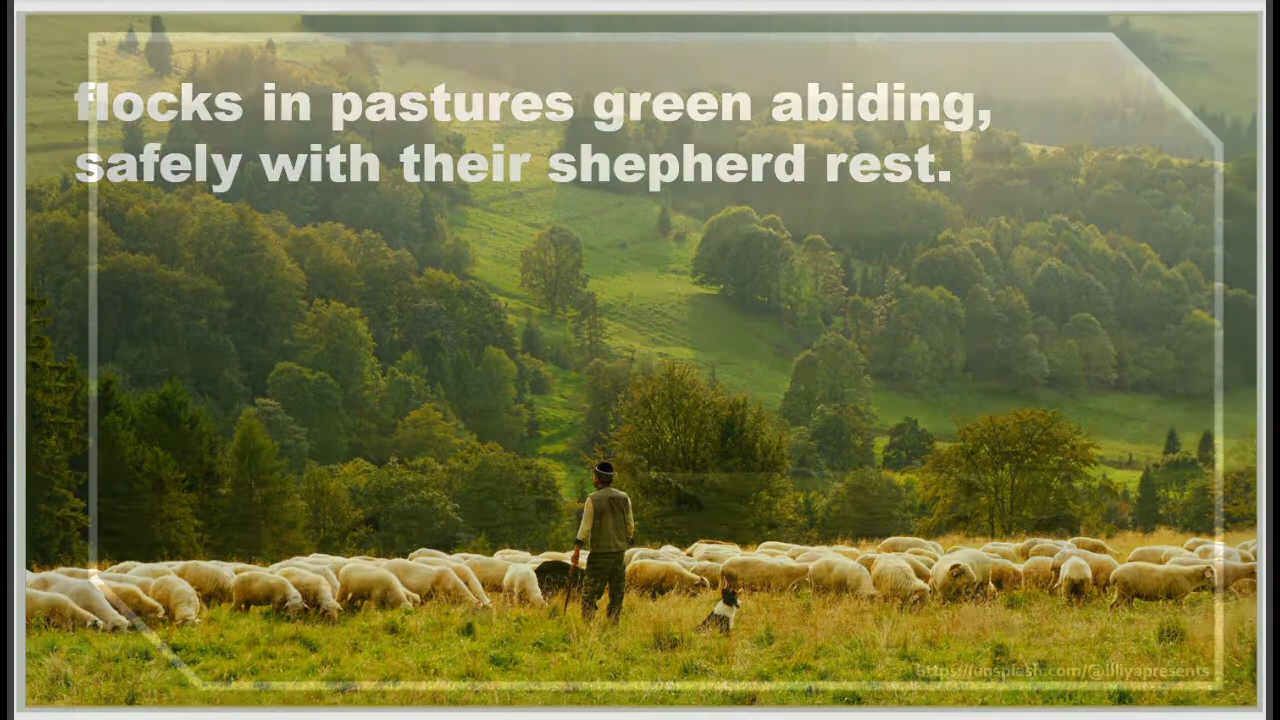 flocks in pastures green abiding,
safely with their shepherd rest.
https://unsplash.com/@illiyapresents